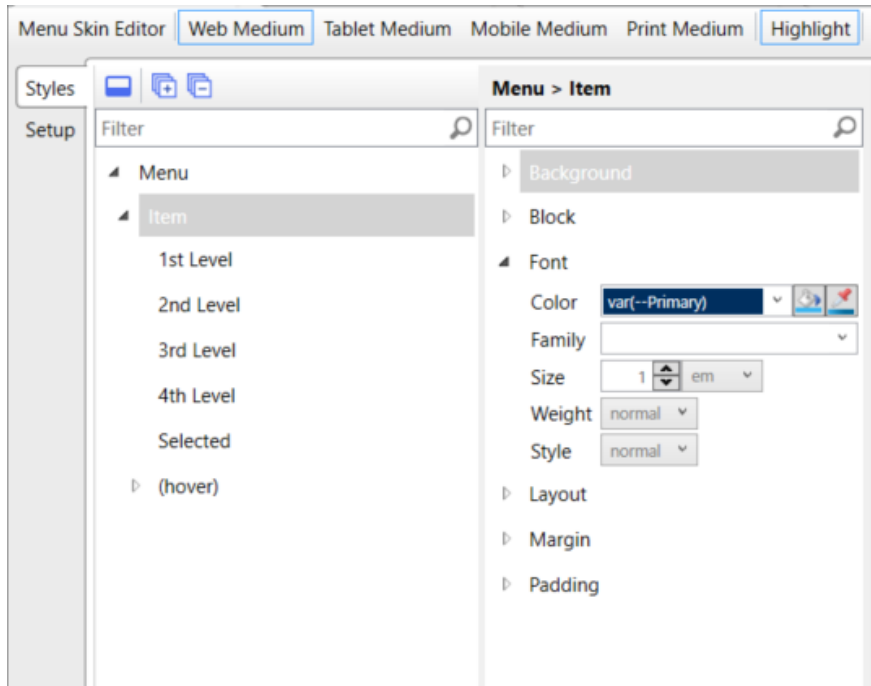 Menu Skin Editor Web Medium Tablet Medium Mobile Medium Print Medium Highlight
Styles
Setup
Filter
Menu
Item
1st Level
2nd Level
3rd Level
4th Level
Selected
(hover)
Menu > Item
Filter
Background
Block
Font
Color var(--Primary)
Family
Size 1 em
Weight normal
Style normal
Layout
Margin
Padding